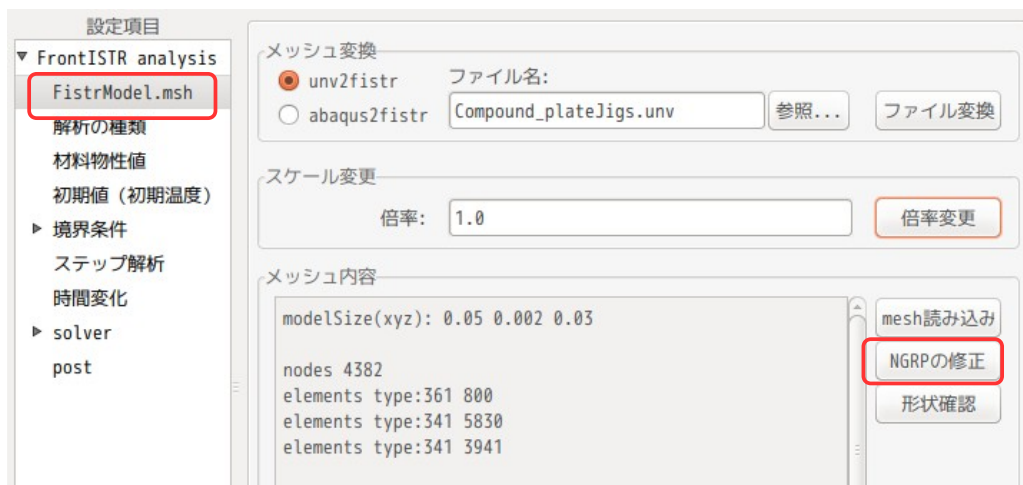 設定項目
FrontISTR analysis
FistrModel.msh
解析の種類
材料物性値
初期値（初期温度）
境界条件
ステップ解析
時間変化
solver
post
メッシュ変換
unv2fistr
ファイル名:
abaqus2fistr
Compound_plateJigs.unv
参照...
ファイル変換
スケール変更
倍率:
1.0
倍率変更
メッシュ内容
modelSize(xyz): 0.05 0.002 0.03
nodes 4382
elements type:361 800
elements type:341 5830
elements type:341 3941
mesh読み込み
NGRPの修正
形状確認